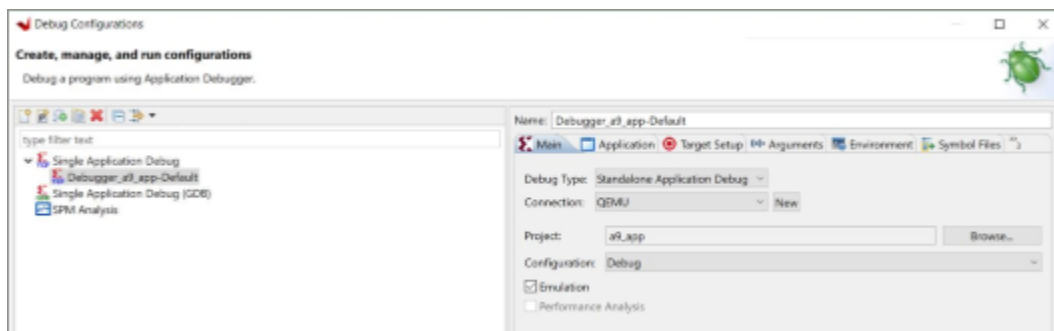 Debug Configurations
Create, manage, and run configurations
Debug a program using Application Debugger.
type filter text
Single Application Debug
Debugger_a9_app-Default
Single Application Debug (GDB)
SPM Analysis
Name: Debugger_a9_app-Default
Main Application Target Setup Arguments Environment Symbol Files
Debug Type: Standalone Application Debug
Connection: QEMU New
Project: a9_app Browse...
Configuration: Debug
Emulation
Performance Analysis